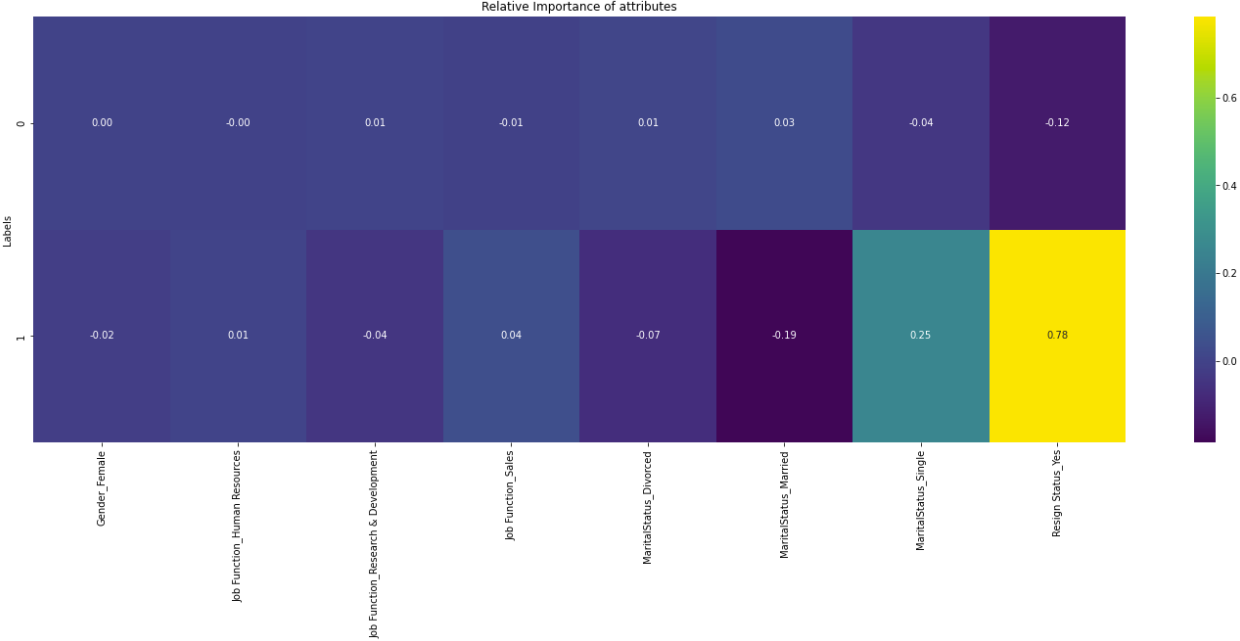 Relative Importance of attributes
Labels
0
0.00 -0.00 0.01 -0.01 0.01 0.03 -0.04 -0.12
1
-0.02 0.01 -0.04 0.04 -0.07 -0.19 0.25 0.78
Gender_Female
Job Function_Human Resources
Job Function_Research & Development
Job Function_Sales
MaritalStatus_Divorced
MaritalStatus_Married
MaritalStatus_Single
Resign Status_Yes
0.6
0.4
0.2
0.0